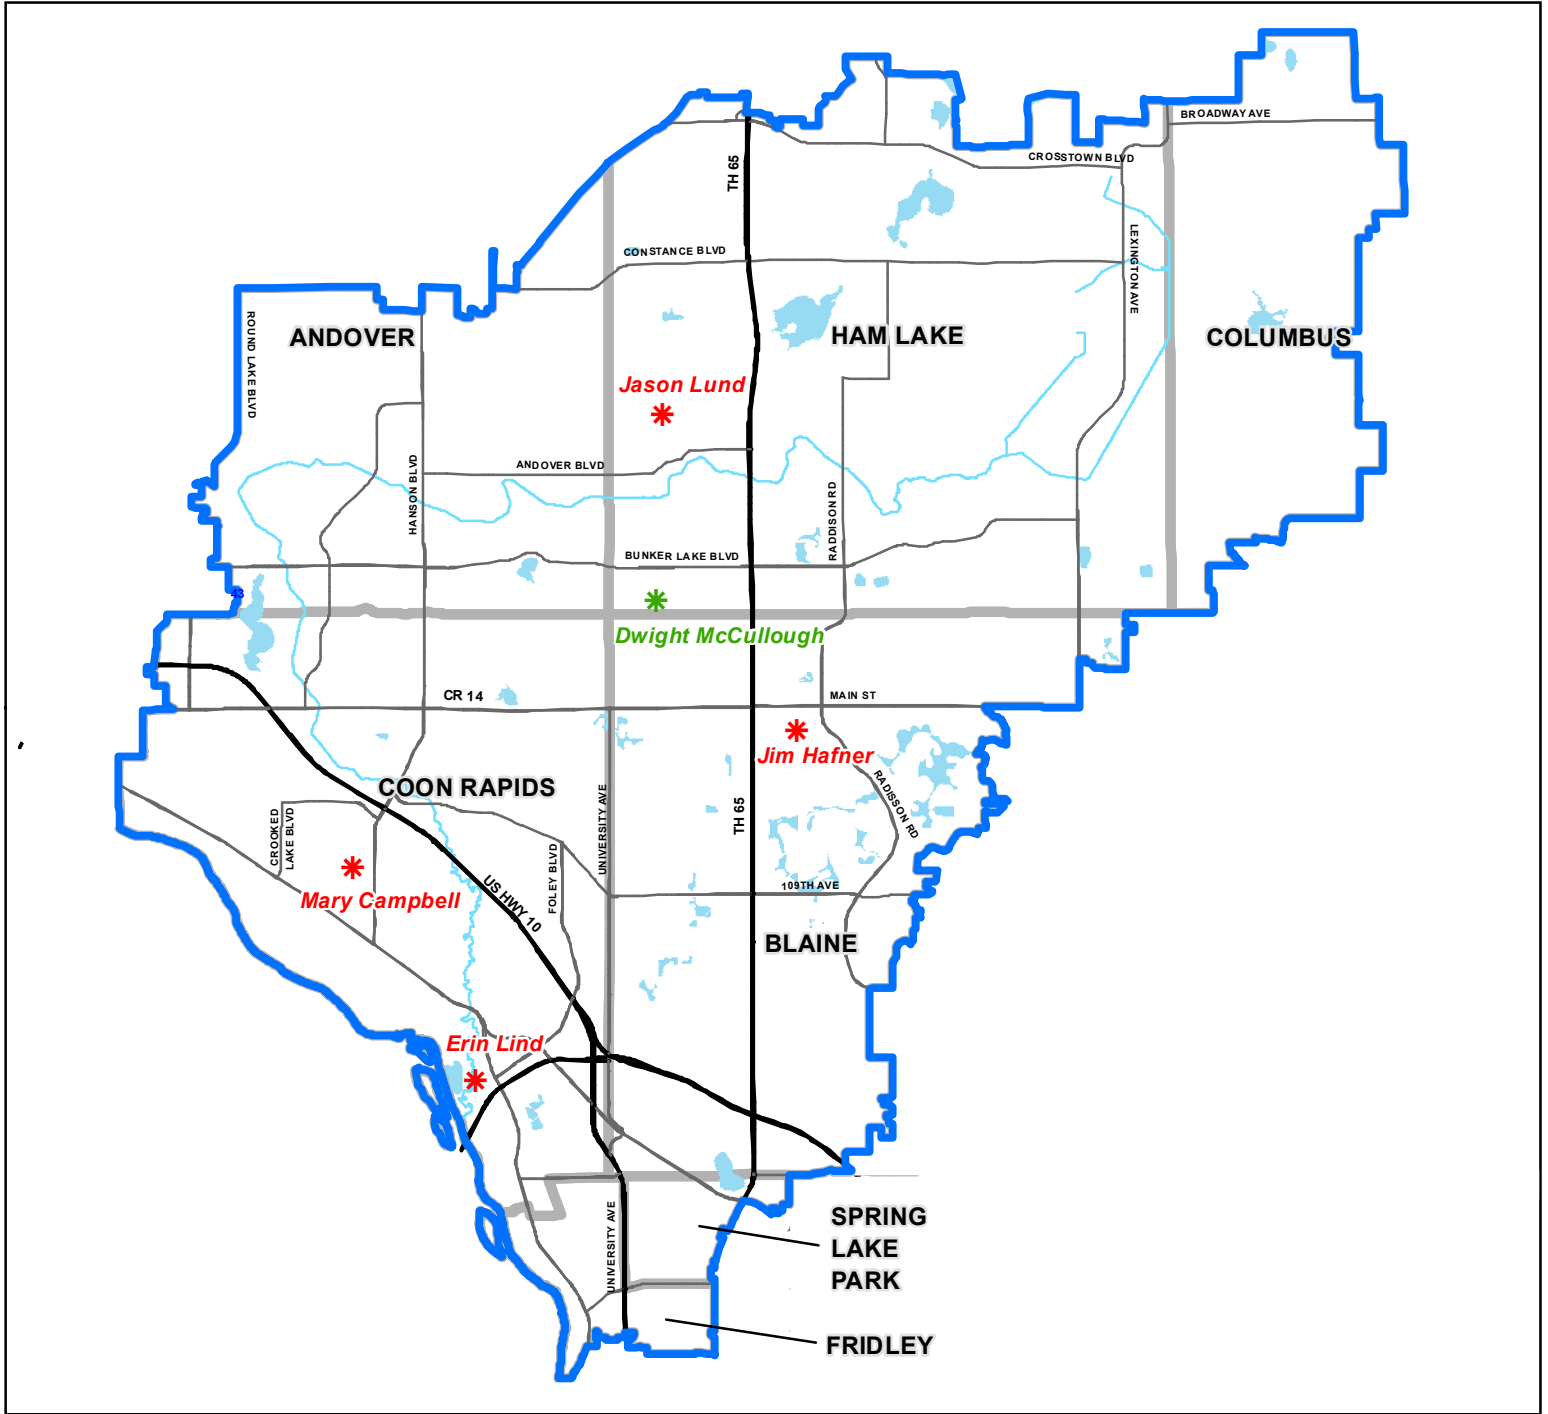 BROADWAY AVE
CROSSTOWN BLVD
TH 65
CONSTANCE BLVD
LEXINGTON AVE
ROUND LAKE BLVD
ANDOVER
HAM LAKE
COLUMBUS
Jason Lund
HANSON BLVD
ANDOVER BLVD
RADDISON RD
BUNKER LAKE BLVD
43
Dwight McCullough
CR 14
MAIN ST
Jim Hafner
COON RAPIDS
RADISSON RD
UNIVERSITY AVE
TH 65
CROOKED
LAKE BLVD
FOLEY BLVD
US HWY 10
109TH AVE
Mary Campbell
BLAINE
Erin Lind
UNIVERSITY AVE
SPRING
LAKE
PARK
FRIDLEY